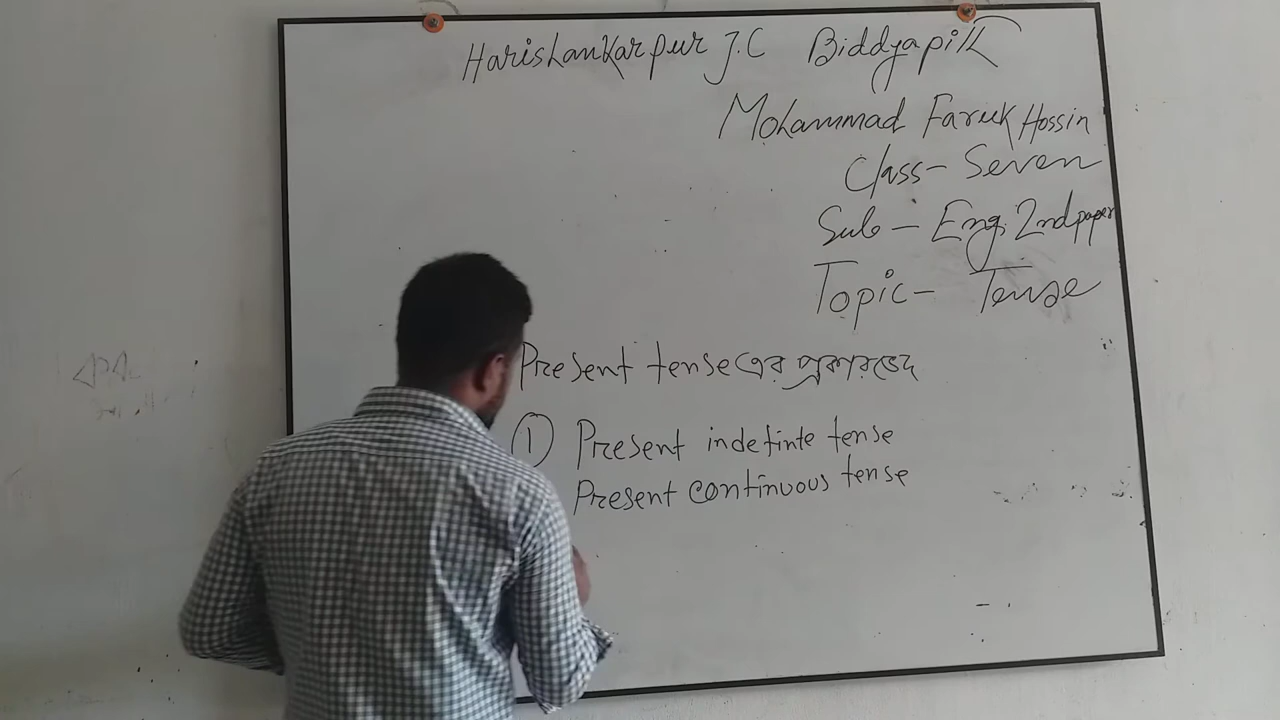 Harishankarpur J.C Biddyapith
Mohammad Faruk Hossin
Class- Seven
Sub- Eng. 2nd paper
Topic- Tense
Present tense এর প্রকারভেদ
① Present indefinte tense
Present continuous tense